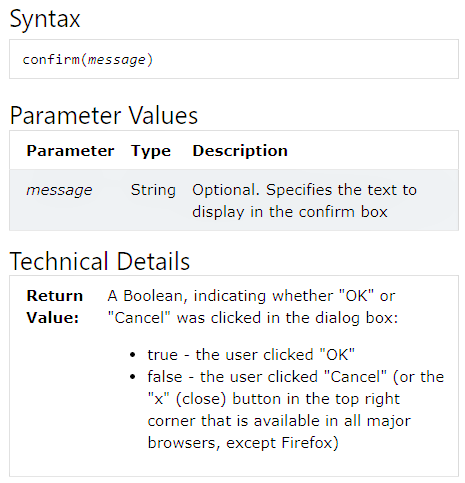 Syntax
confirm(message)
Parameter Values
Parameter Type Description
message String Optional. Specifies the text to
display in the confirm box
Technical Details
Return A Boolean, indicating whether "OK" or
Value: "Cancel" was clicked in the dialog box:
• true - the user clicked "OK"
• false - the user clicked "Cancel" (or the
"x" (close) button in the top right
corner that is available in all major
browsers, except Firefox)